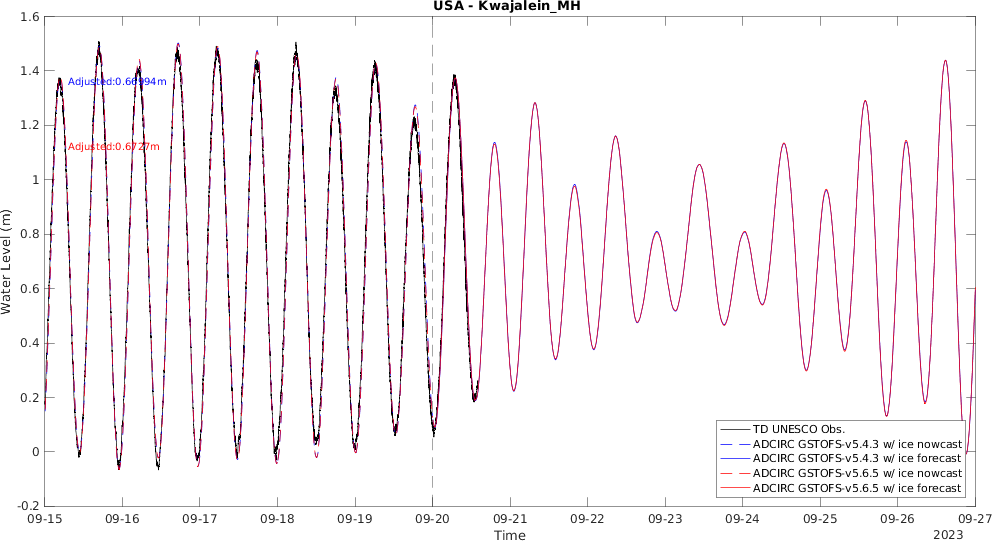 USA - Kwajalein_MH
1.6
1.4
1.2
1
0.8
0.6
0.4
0.2
0
-0.2
Water Level (m)
Adjusted:0.66994m
Adjusted:0.6727m
TD UNESCO Obs.
ADCIRC GSTOFS-v5.4.3 w/ ice nowcast
ADCIRC GSTOFS-v5.4.3 w/ ice forecast
ADCIRC GSTOFS-v5.6.5 w/ ice nowcast
ADCIRC GSTOFS-v5.6.5 w/ ice forecast
09-15 09-16 09-17 09-18 09-19 09-20 09-21 09-22 09-23 09-24 09-25 09-26 09-27
Time
2023